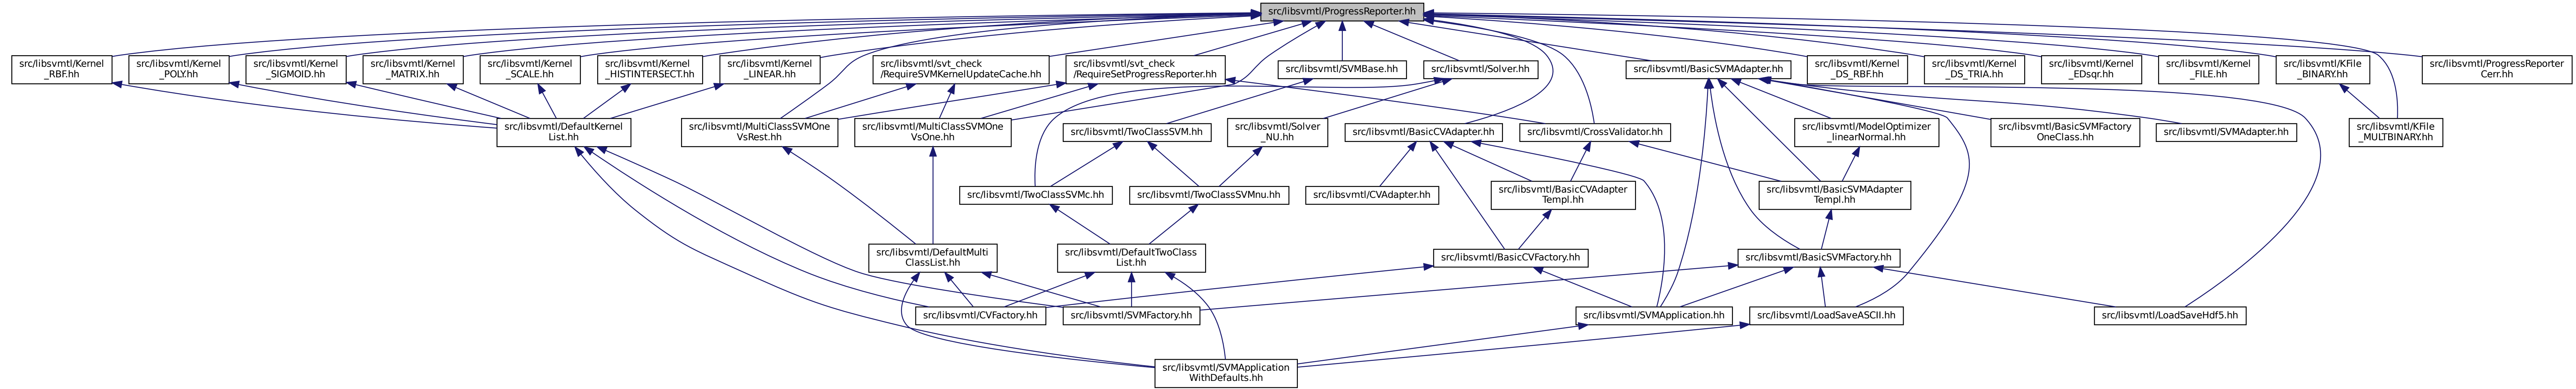 src/libsvmtl/ProgressReporter.hh
src/libsvmtl/Kernel
_RBF.hh
src/libsvmtl/Kernel
_POLY.hh
src/libsvmtl/Kernel
_SIGMOID.hh
src/libsvmtl/Kernel
_MATRIX.hh
src/libsvmtl/Kernel
_SCALE.hh
src/libsvmtl/Kernel
_HISTINTERSECT.hh
src/libsvmtl/Kernel
_LINEAR.hh
src/libsvmtl/svt_check
/RequireSVMKernelUpdateCache.hh
src/libsvmtl/svt_check
/RequireSetProgressReporter.hh
src/libsvmtl/SVMBase.hh
src/libsvmtl/Solver.hh
src/libsvmtl/BasicSVMAdapter.hh
src/libsvmtl/Kernel
_DS_RBF.hh
src/libsvmtl/Kernel
_DS_TRIA.hh
src/libsvmtl/Kernel
_EDsqr.hh
src/libsvmtl/Kernel
_FILE.hh
src/libsvmtl/KFile
_BINARY.hh
src/libsvmtl/ProgressReporter
Cerr.hh
src/libsvmtl/DefaultKernel
List.hh
src/libsvmtl/MultiClassSVMOne
VsRest.hh
src/libsvmtl/MultiClassSVMOne
VsOne.hh
src/libsvmtl/TwoClassSVM.hh
src/libsvmtl/Solver
_NU.hh
src/libsvmtl/BasicCVAdapter.hh
src/libsvmtl/CrossValidator.hh
src/libsvmtl/ModelOptimizer
_linearNormal.hh
src/libsvmtl/BasicSVMFactory
OneClass.hh
src/libsvmtl/SVMAdapter.hh
src/libsvmtl/KFile
_MULTBINARY.hh
src/libsvmtl/TwoClassSVMc.hh
src/libsvmtl/TwoClassSVMnu.hh
src/libsvmtl/CVAdapter.hh
src/libsvmtl/BasicCVAdapter
Templ.hh
src/libsvmtl/BasicSVMAdapter
Templ.hh
src/libsvmtl/DefaultMulti
ClassList.hh
src/libsvmtl/DefaultTwoClass
List.hh
src/libsvmtl/BasicCVFactory.hh
src/libsvmtl/BasicSVMFactory.hh
src/libsvmtl/CVFactory.hh
src/libsvmtl/SVMFactory.hh
src/libsvmtl/SVMApplication.hh
src/libsvmtl/LoadSaveASCII.hh
src/libsvmtl/LoadSaveHdf5.hh
src/libsvmtl/SVMApplication
WithDefaults.hh